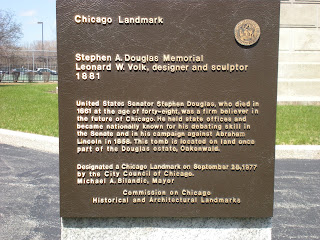 Chicago Landmark
Stephen A. Douglas Memorial
Leonard W. Volk, designer and sculptor
1881
United States Senator Stephen Douglas, who died in
1861 at the age of forty-eight, was a firm believer in
the future of Chicago. He held state offices and
became nationally known for his debating skill in
the Senate and in his campaign against Abraham
Lincoln in 1858. This tomb is located on land once
part of the Douglas estate, Oakenwald.
Designated a Chicago Landmark on September 28, 1977
by the City Council of Chicago.
Michael A. Bilandic, Mayor
Commission on Chicago
Historical and Architectural Landmarks